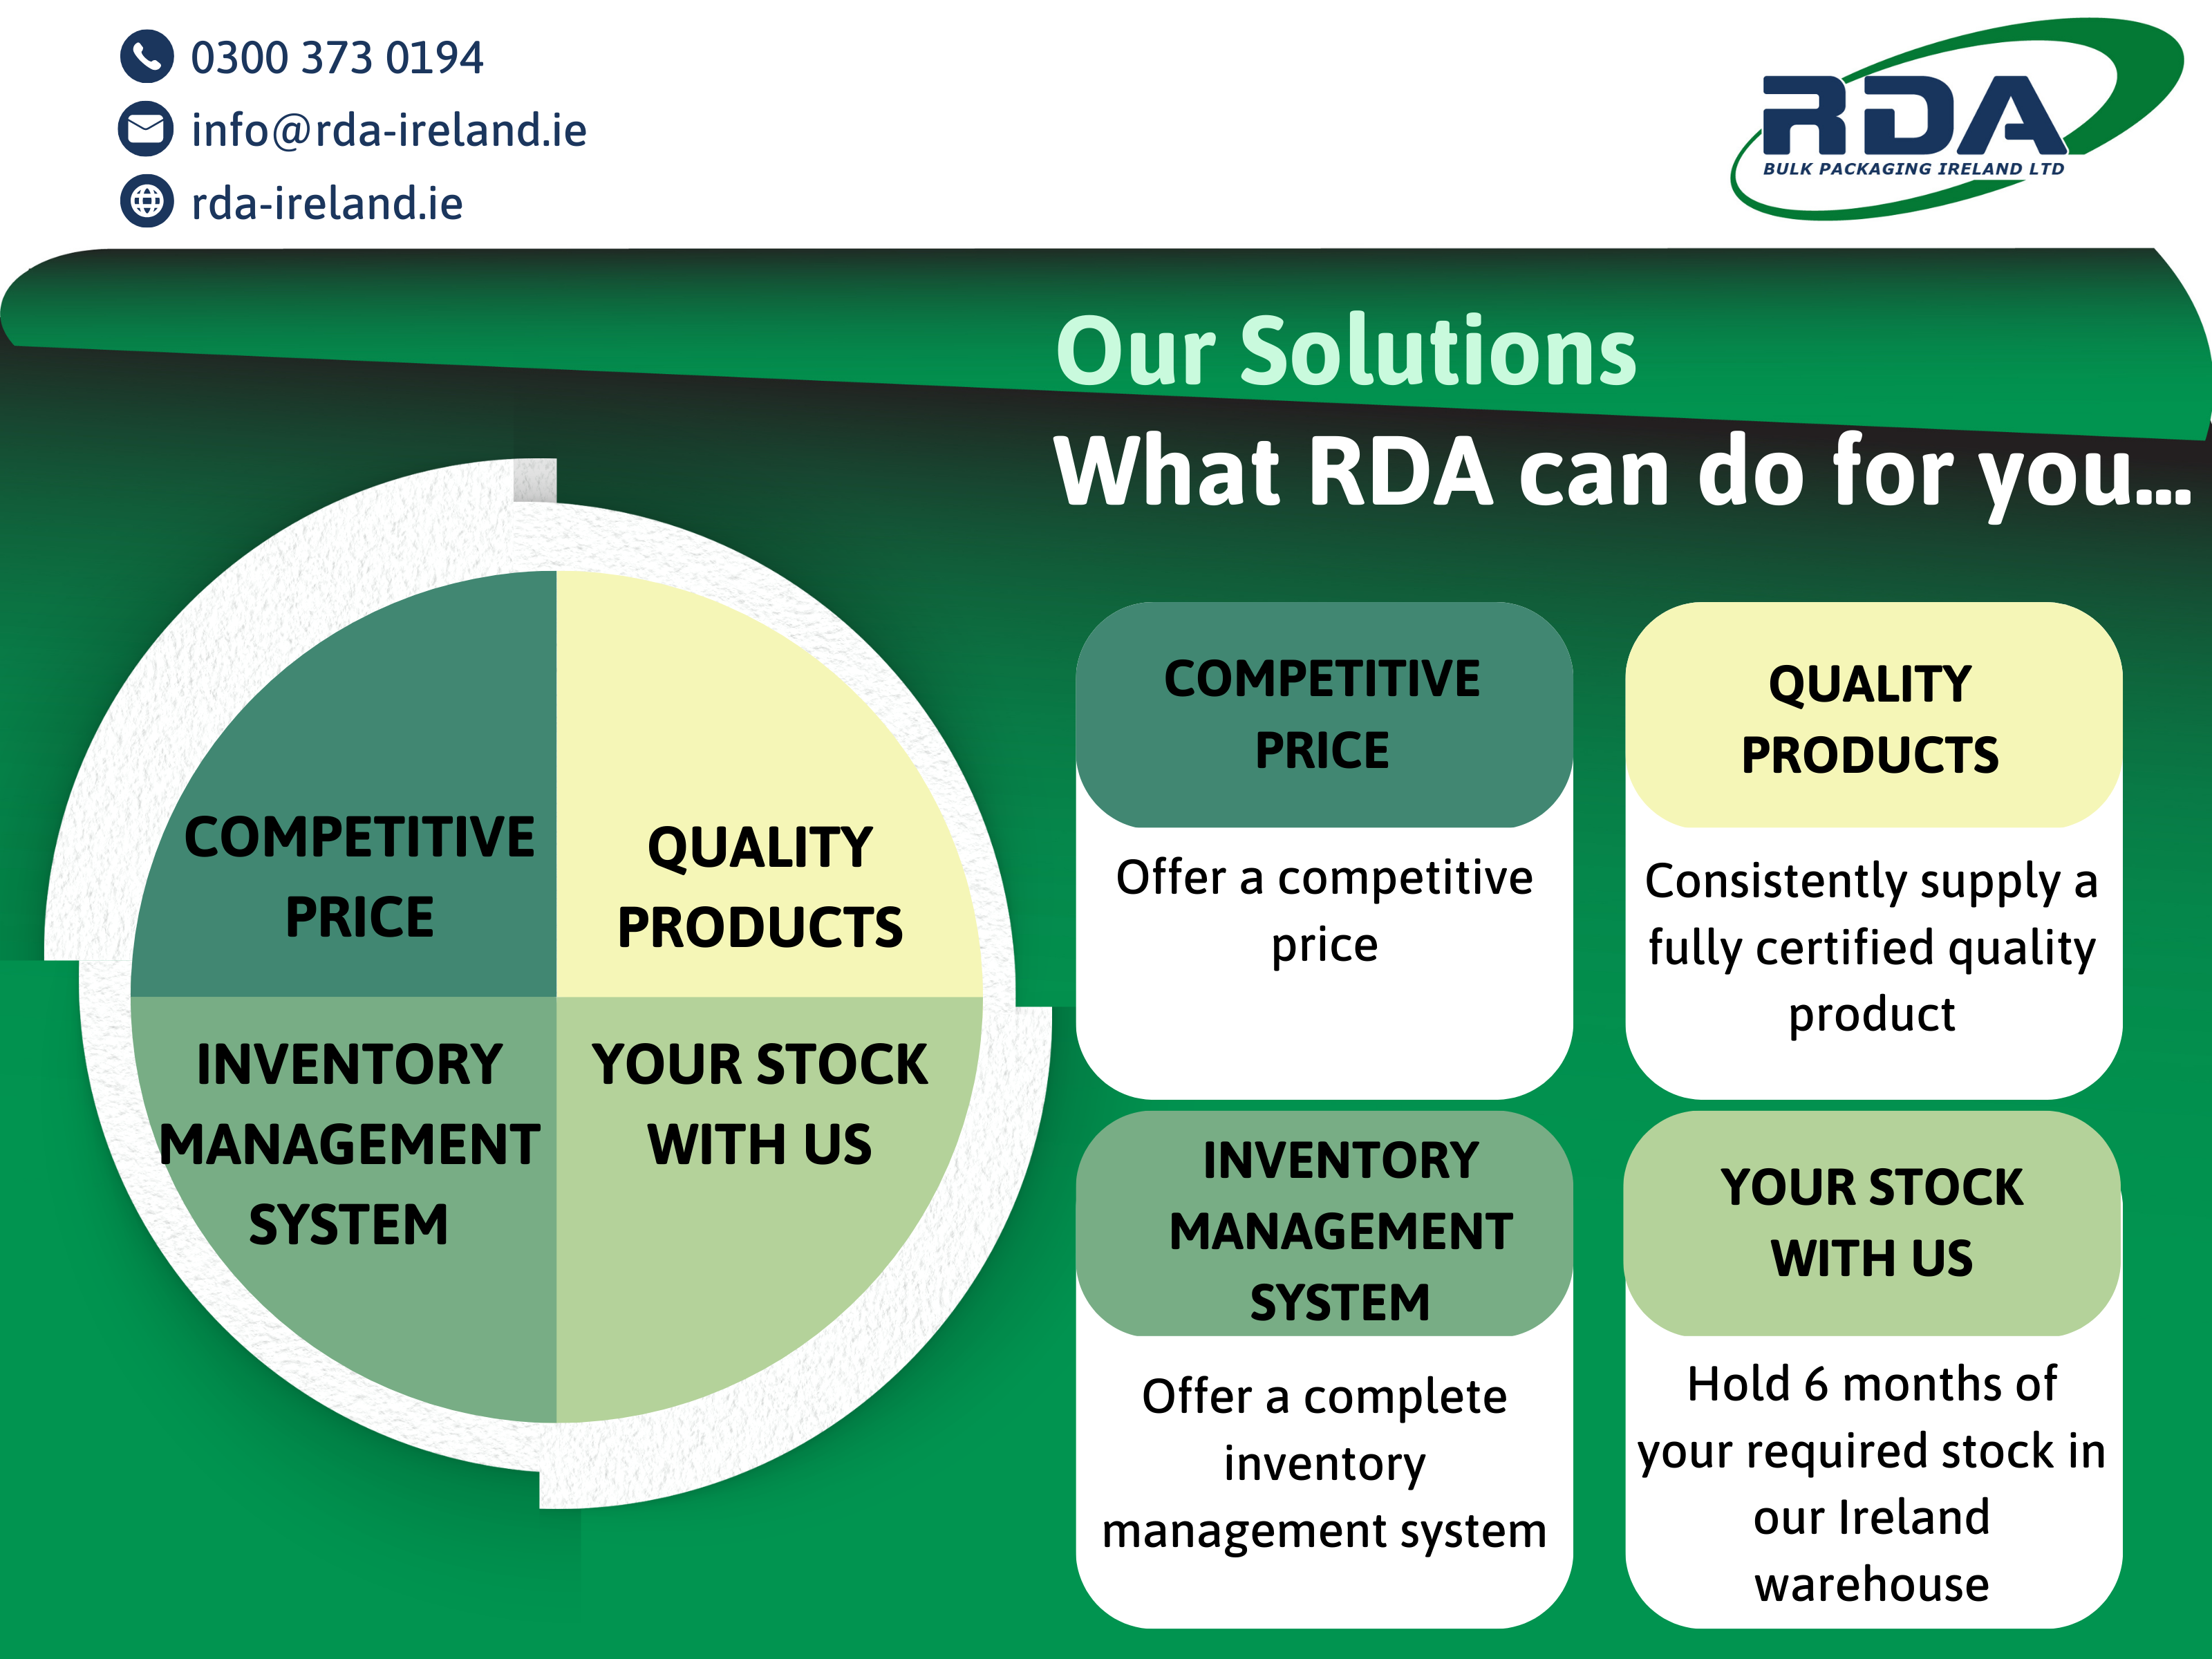 0300 373 0194
info@rda-ireland.ie
rda-ireland.ie
RDA
BULK PACKAGING IRELAND LTD
Our Solutions
What RDA can do for you...
COMPETITIVE
PRICE
QUALITY
PRODUCTS
INVENTORY
MANAGEMENT
SYSTEM
YOUR STOCK
WITH US
COMPETITIVE
PRICE
Offer a competitive
price
QUALITY
PRODUCTS
Consistently supply a
fully certified quality
product
INVENTORY
MANAGEMENT
SYSTEM
Offer a complete
inventory
management system
YOUR STOCK
WITH US
Hold 6 months of
your required stock in
our Ireland
warehouse